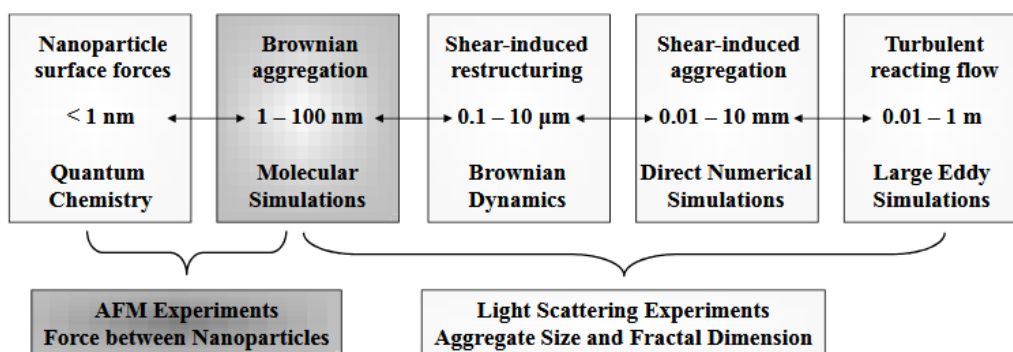 Nanoparticle
surface forces
< 1 nm
Quantum
Chemistry
Brownian
aggregation
1 – 100 nm
Molecular
Simulations
Shear-induced
restructuring
0.1 – 10 μm
Brownian
Dynamics
Shear-induced
aggregation
0.01 – 10 mm
Direct Numerical
Simulations
Turbulent
reacting flow
0.01 – 1 m
Large Eddy
Simulations
AFM Experiments
Force between Nanoparticles
Light Scattering Experiments
Aggregate Size and Fractal Dimension